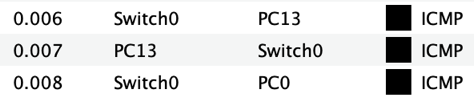 0.006 Switch0 PC13 ICMP
0.007 PC13 Switch0 ICMP
0.008 Switch0 PC0 ICMP